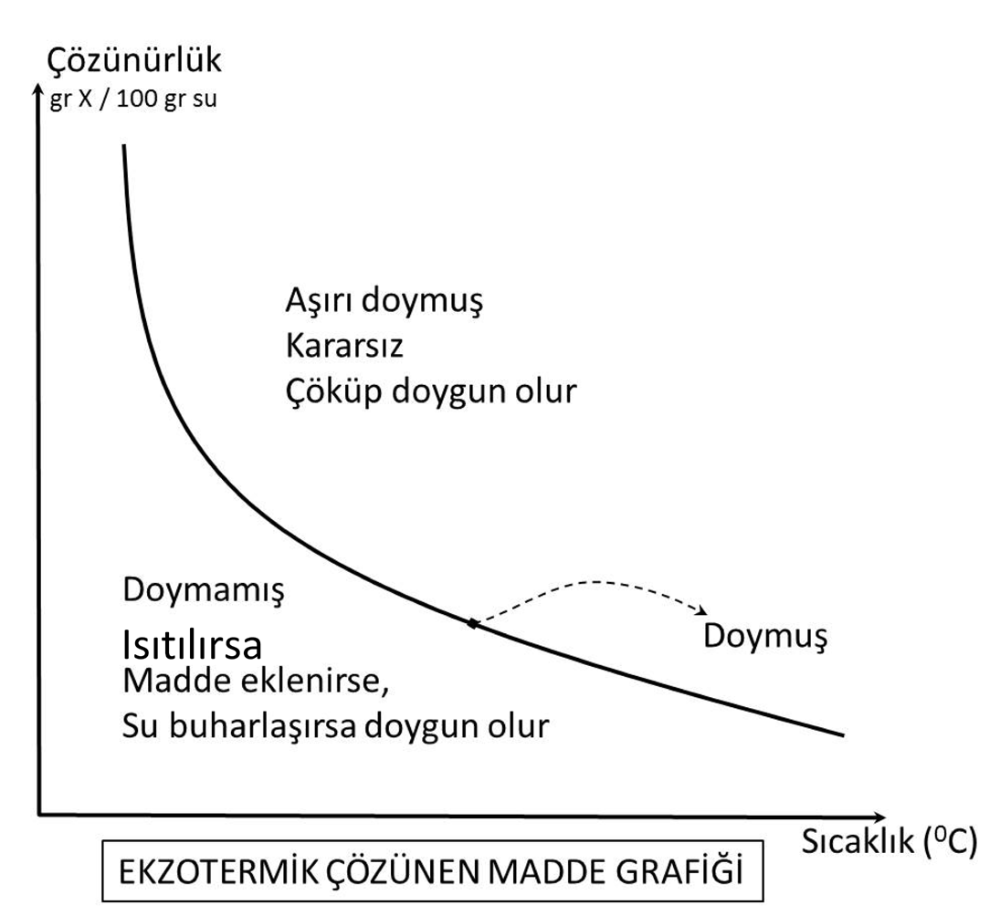 Çözünürlük
gr X / 100 gr su
Aşırı doymuş
Kararsız
Çöküp doygun olur
Doymamış
Isıtılırsa
Madde eklenirse,
Su buharlaşırsa doygun olur
Doymuş
Sıcaklık (⁰C)
EKZOTERMİK ÇÖZÜNEN MADDE GRAFİĞİ